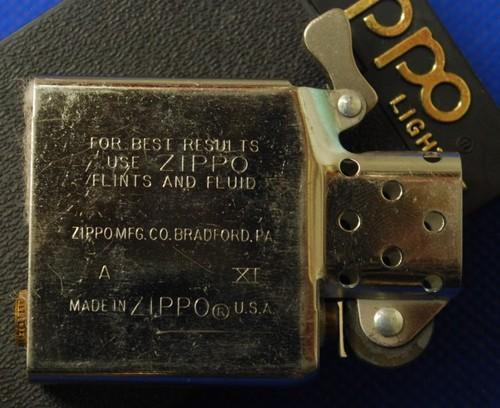 FOR BEST RESULTS
USE ZIPPO
FLINTS AND FLUID
ZIPPO MFG. CO. BRADFORD, PA.
A XI
MADE IN ZIPPO ® U.S.A.